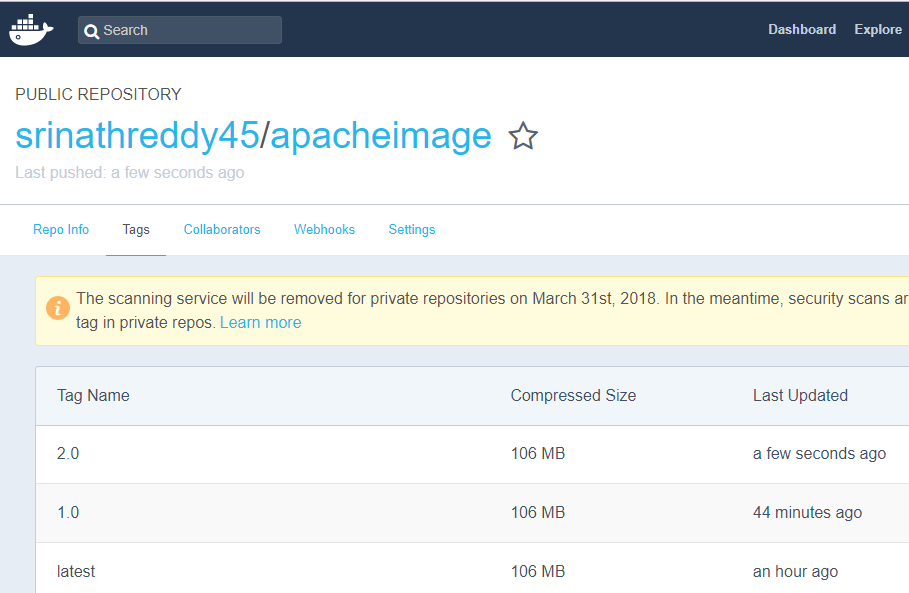 Search
Dashboard Explore
PUBLIC REPOSITORY
srinathreddy45/apacheimage
Last pushed: a few seconds ago
Repo Info Tags Collaborators Webhooks Settings
The scanning service will be removed for private repositories on March 31st, 2018. In the meantime, security scans ar
tag in private repos. Learn more
Tag Name Compressed Size Last Updated
2.0 106 MB a few seconds ago
1.0 106 MB 44 minutes ago
latest 106 MB an hour ago